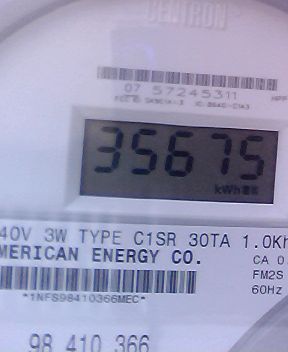 CENTRON
07 57245311
35675
kWh
40V 3W TYPE C1SR 30TA 1.0Kh
MERICAN ENERGY CO.
CA 0
FM2S
*1NFS98410366MEC*
60Hz
98 410 366